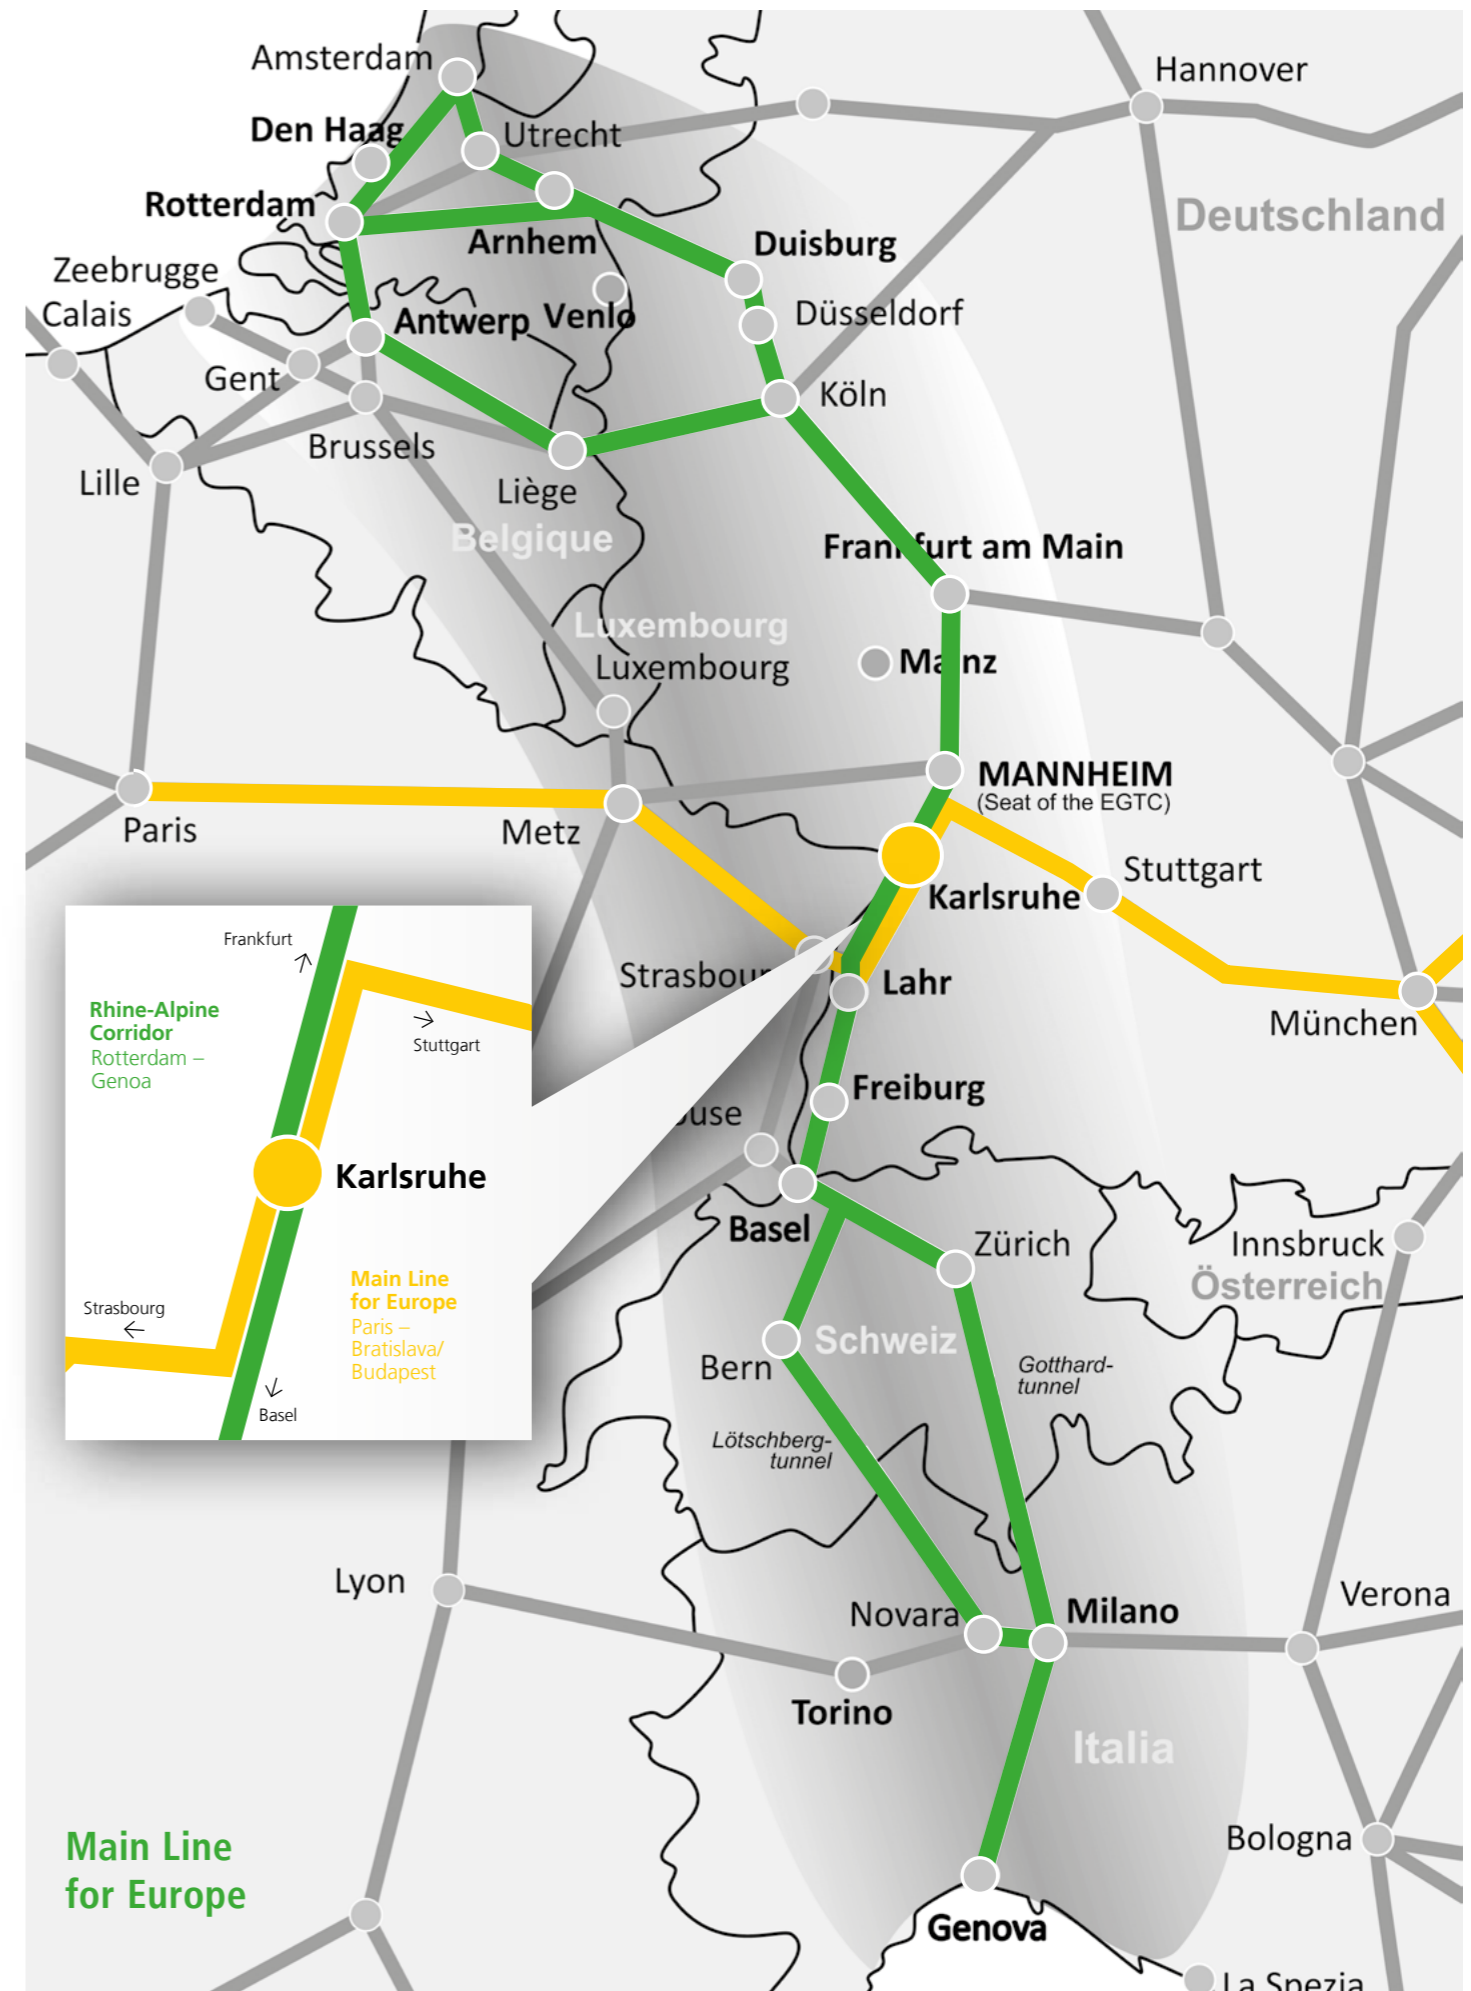 Amsterdam
Hannover
Den Haag
Utrecht
Rotterdam
Deutschland
Arnhem
Duisburg
Zeebrugge
Calais
Antwerp
Venlo
Düsseldorf
Gent
Köln
Brussels
Lille
Liège
Belgique
Frankfurt am Main
Luxembourg
Luxembourg
Mainz
MANNHEIM
(Seat of the EGTC)
Paris
Metz
Stuttgart
Karlsruhe
Strasbour
Lahr
München
Freiburg
ouse
Basel
Zürich
Innsbruck
Österreich
Schweiz
Bern
Gotthard-
tunnel
Lötschberg-
tunnel
Frankfurt
Rhine-Alpine
Corridor
Rotterdam –
Genoa
Stuttgart
Karlsruhe
Main Line
for Europe
Paris –
Bratislava/
Budapest
Strasbourg
Basel
Lyon
Novara
Milano
Verona
Torino
Italia
Bologna
Main Line
for Europe
Genova
La Spezia